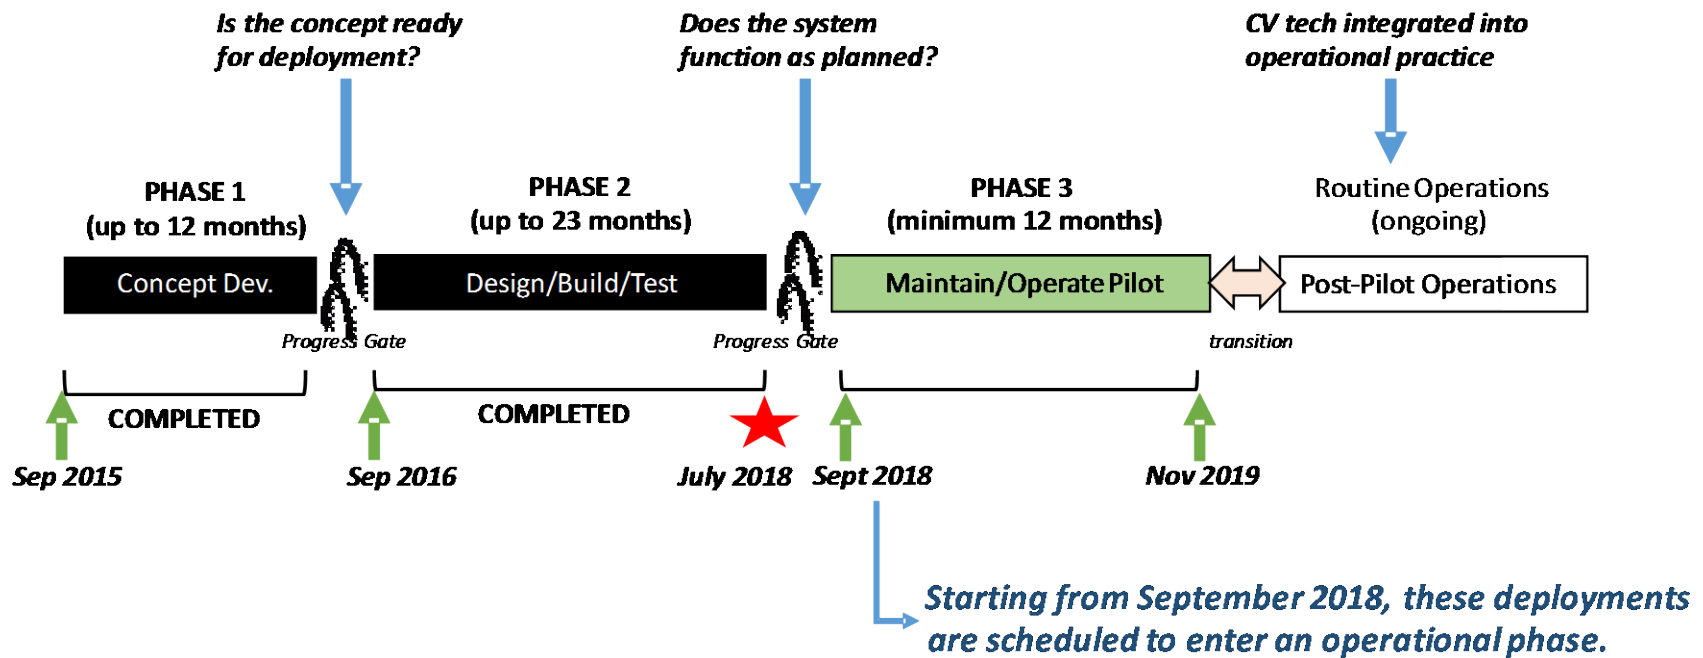 Is the concept ready
for deployment?
Does the system
function as planned?
CV tech integrated into
operational practice
PHASE 1
(up to 12 months)
PHASE 2
(up to 23 months)
PHASE 3
(minimum 12 months)
Routine Operations
(ongoing)
Concept Dev.
Design/Build/Test
Maintain/Operate Pilot
Post-Pilot Operations
Progress Gate
Progress Gate
transition
COMPLETED
COMPLETED
Sep 2015
Sep 2016
July 2018
Sept 2018
Nov 2019
Starting from September 2018, these deployments
are scheduled to enter an operational phase.